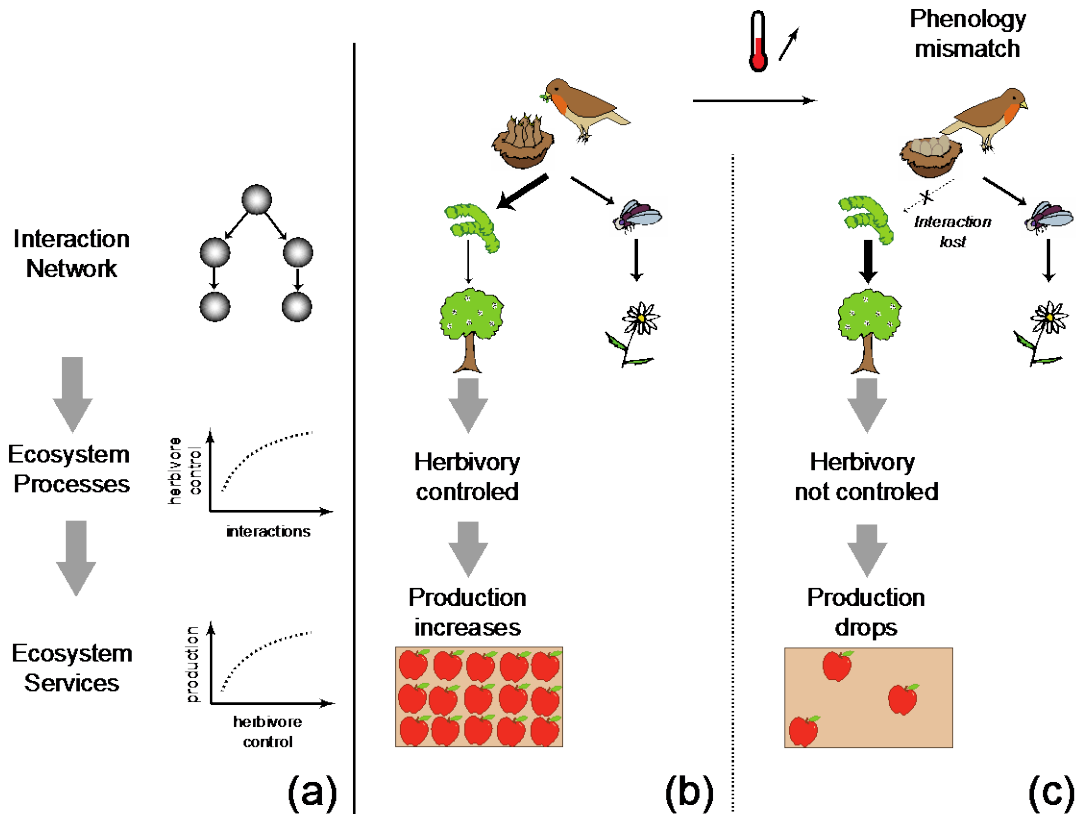 Phenology
mismatch
Interaction
Network
Interaction
lost
Ecosystem
Processes
herbivore
control
interactions
Herbivory
controled
Herbivory
not controled
Ecosystem
Services
production
herbivore
control
Production
increases
Production
drops
(a)
(b)
(c)